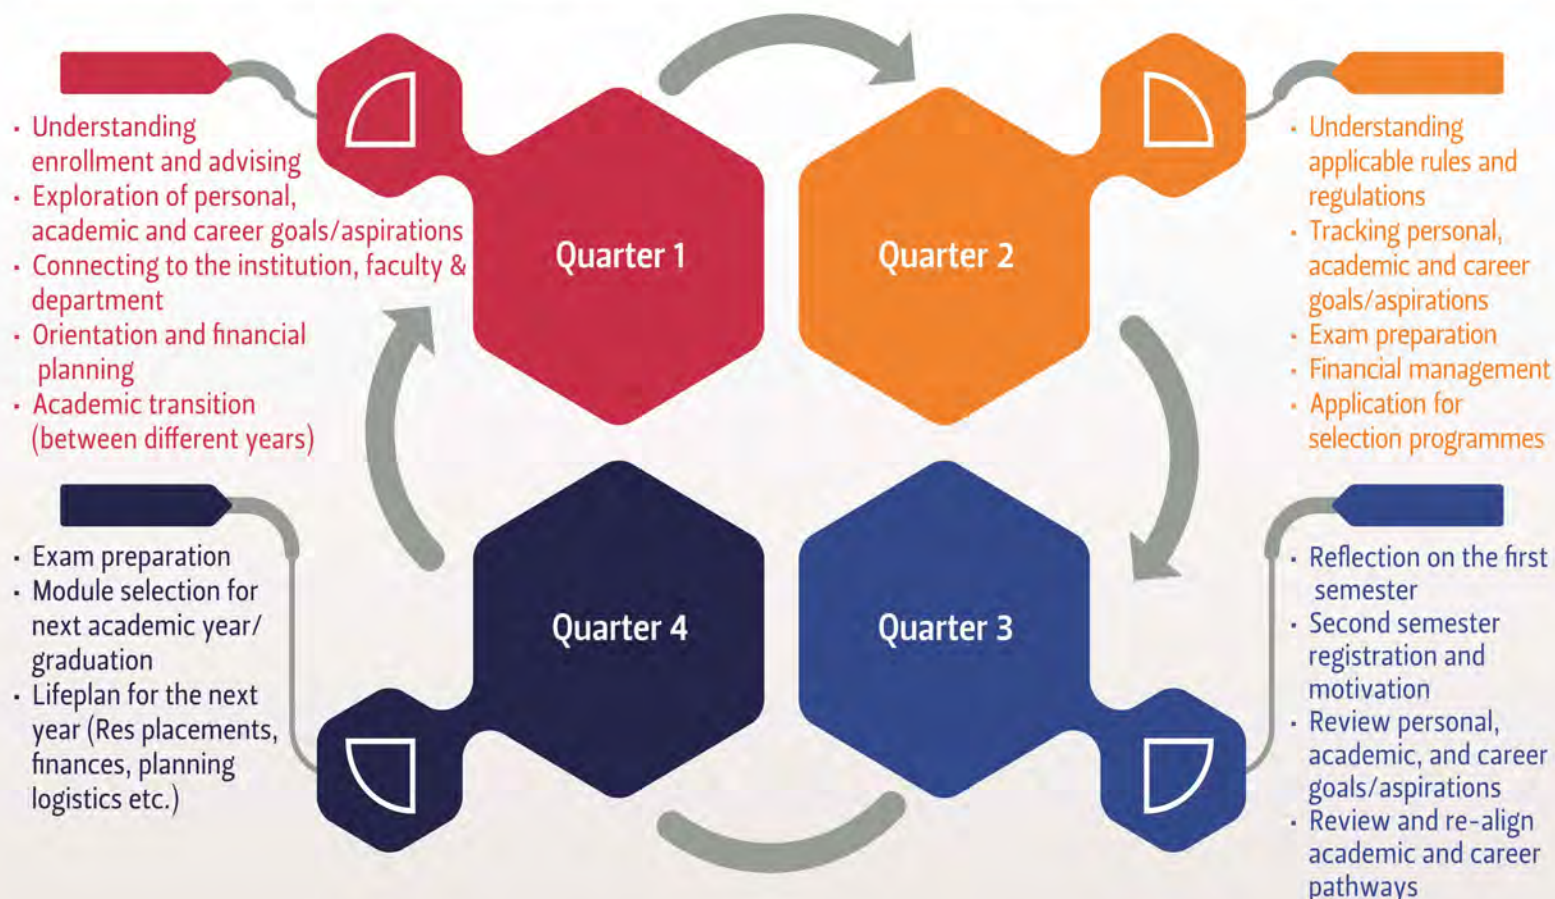 · Understanding
enrollment and advising
· Exploration of personal,
academic and career goals/aspirations
· Connecting to the institution, faculty &
department
· Orientation and financial
planning
· Academic transition
(between different years)
Quarter 1
Quarter 2
· Understanding
applicable rules and
regulations
· Tracking personal,
academic and career
goals/aspirations
· Exam preparation
· Financial management
· Application for
selection programmes
· Exam preparation
· Module selection for
next academic year/
graduation
· Lifeplan for the next
year (Res placements,
finances, planning
logistics etc.)
Quarter 4
Quarter 3
· Reflection on the first
semester
· Second semester
registration and
motivation
· Review personal,
academic, and career
goals/aspirations
· Review and re-align
academic and career
pathways